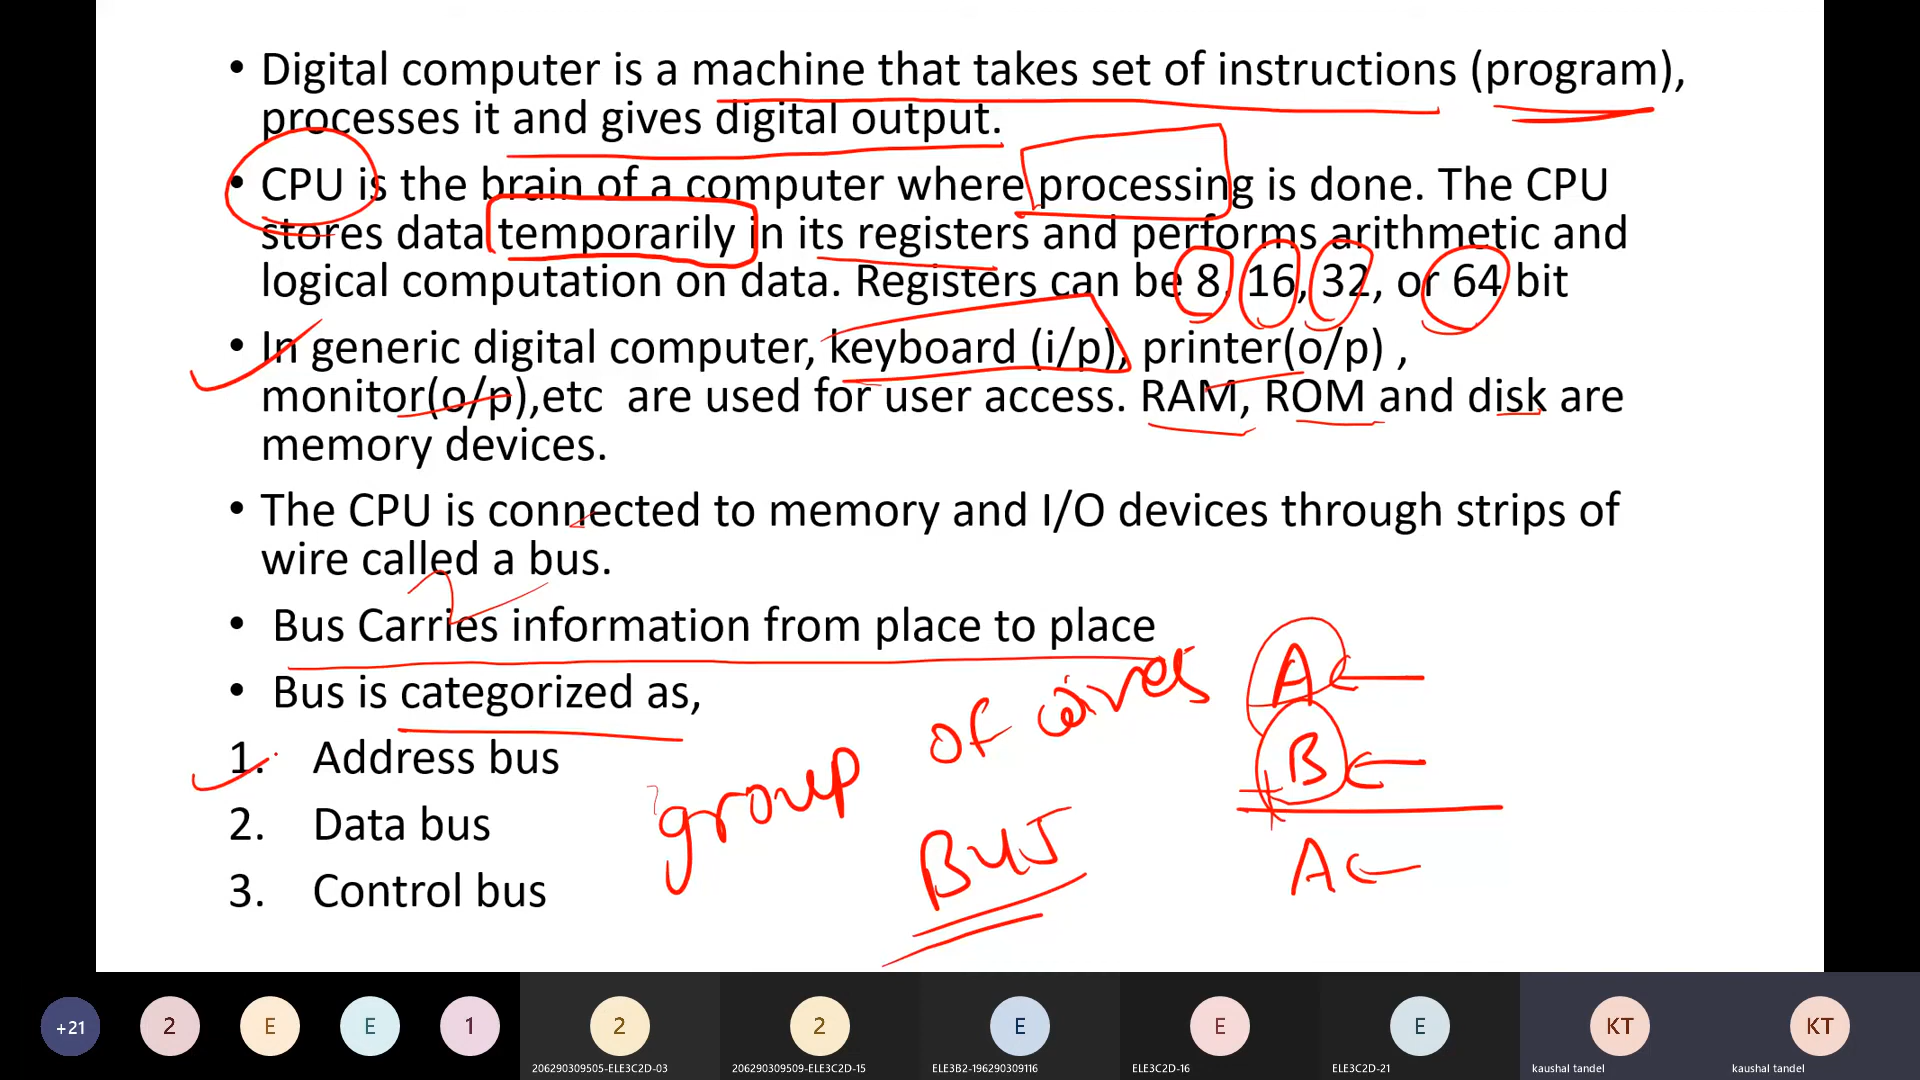 • Digital computer is a machine that takes set of instructions (program),
processes it and gives digital output.
• CPU is the brain of a computer where processing is done. The CPU
stores data temporarily in its registers and performs arithmetic and
logical computation on data. Registers can be 8, 16, 32, or 64 bit
• In generic digital computer, keyboard (i/p), printer(o/p) ,
monitor(o/p),etc are used for user access. RAM, ROM and disk are
memory devices.
• The CPU is connected to memory and I/O devices through strips of
wire called a bus.
• Bus Carries information from place to place
• Bus is categorized as,
1. Address bus
2. Data bus
3. Control bus
group of wires
BUS
A ←
B ←
+
A ←
+21
2
E
E
1
2
206290309505-ELE3C2D-03
2
206290309509-ELE3C2D-15
E
ELE3B2-196290309116
E
ELE3C2D-16
E
ELE3C2D-21
KT
kaushal tandel
KT
kaushal tandel